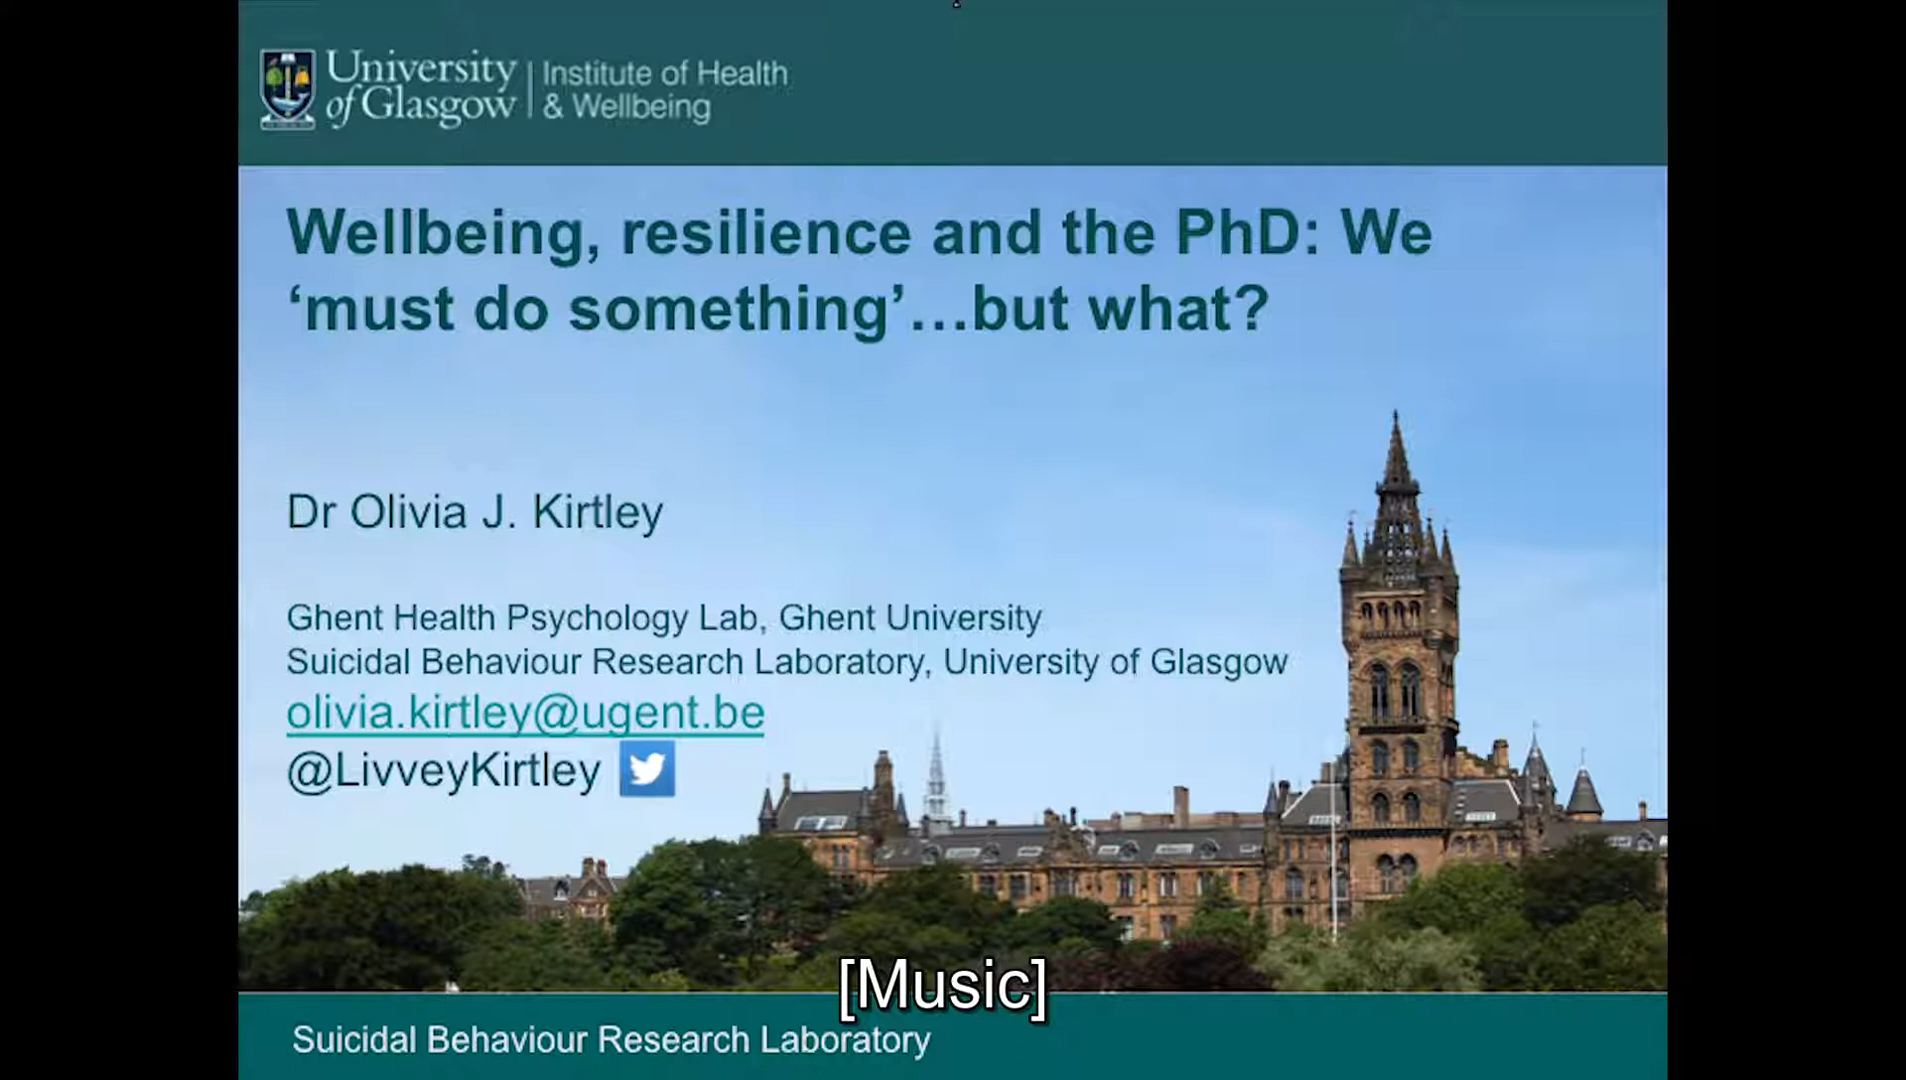 University
of Glasgow
Institute of Health
& Wellbeing
Wellbeing, resilience and the PhD: We
‘must do something’…but what?
Dr Olivia J. Kirtley
Ghent Health Psychology Lab, Ghent University
Suicidal Behaviour Research Laboratory, University of Glasgow
olivia.kirtley@ugent.be
@LivveyKirtley
[Music]
Suicidal Behaviour Research Laboratory